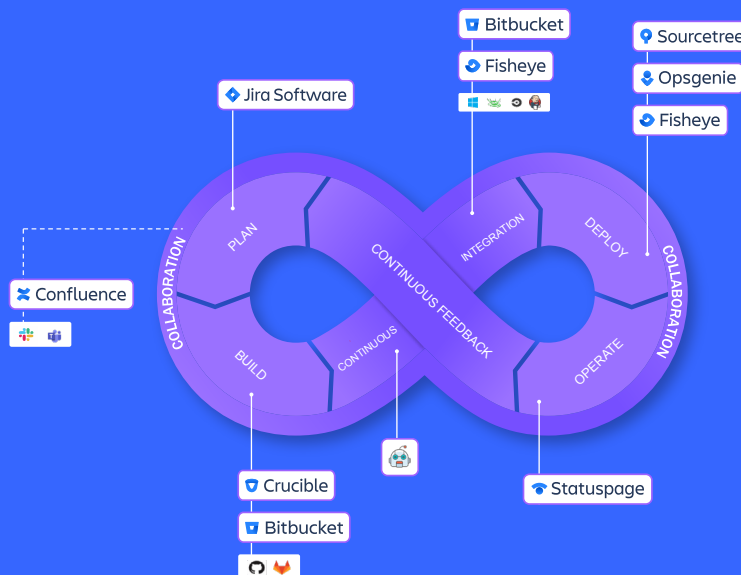 Bitbucket
Fisheye
Sourcetree
Opsgenie
Fisheye
Jira Software
COLLABORATION
PLAN
CONTINUOUS FEEDBACK
INTEGRATION
DEPLOY
COLLABORATION
Confluence
BUILD
CONTINUOUS
OPERATE
Crucible
Bitbucket
Statuspage